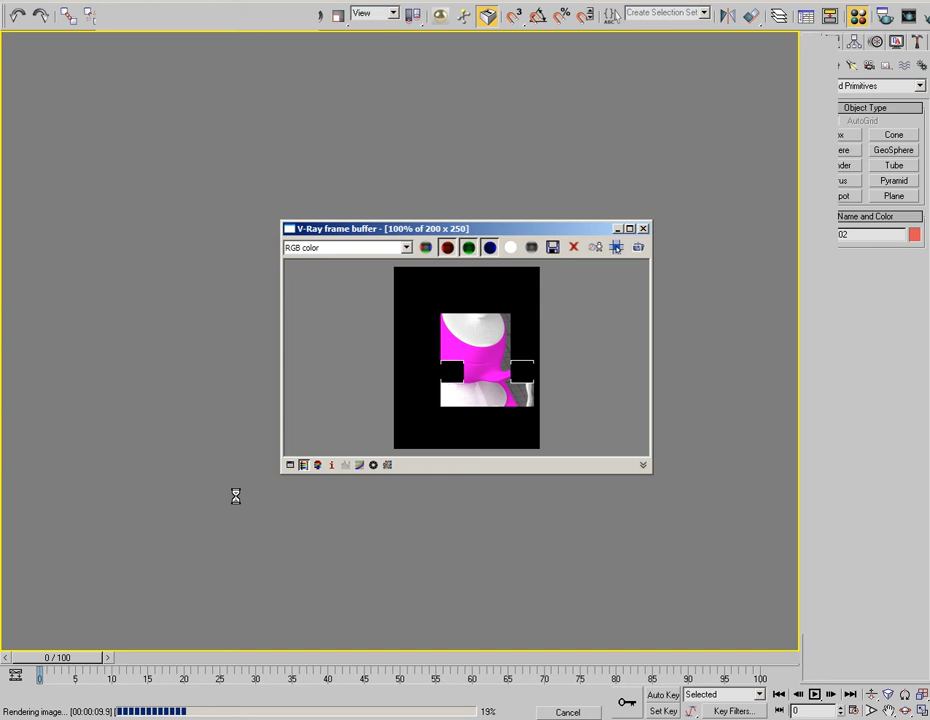 View
Create Selection Set
d Primitives
Object Type
AutoGrid
ox Cone
ere GeoSphere
nder Tube
rus Pyramid
pot Plane
Name and Color
02
V-Ray frame buffer - [100% of 200 x 250]
RGB color
< 0 / 100 >
0 5 10 15 20 25 30 35 40 45 50 55 60 65 70 75 80 85 90 95 100
Auto Key Selected
Set Key Key Filters... 0
Rendering image... [00:00:09.9] 19% Cancel